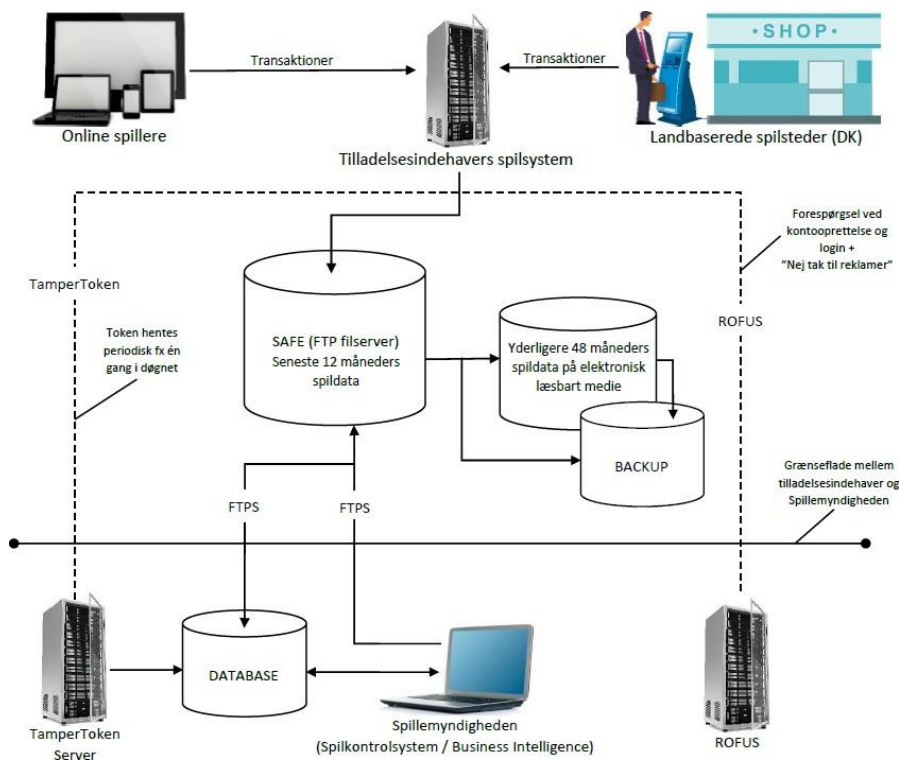 ·SHOP·
Transaktioner
Transaktioner
Online spillere
Landbaserede spilsteder (DK)
Tilladelsesindehavers spilsystem
Forespørgsel ved
kontooprettelse og
login +
"Nej tak til reklamer"
TamperToken
ROFUS
Token hentes
periodisk fx én
gang i døgnet
SAFE (FTP filserver)
Seneste 12 måneders
spildata
Yderligere 48 måneders
spildata på elektronisk
læsbart medie
BACKUP
Grænseflade mellem
tilladelsesindehaver og
Spillemyndigheden
FTPS
FTPS
DATABASE
TamperToken
Server
Spillemyndigheden
(Spilkontrolsystem / Business Intelligence)
ROFUS